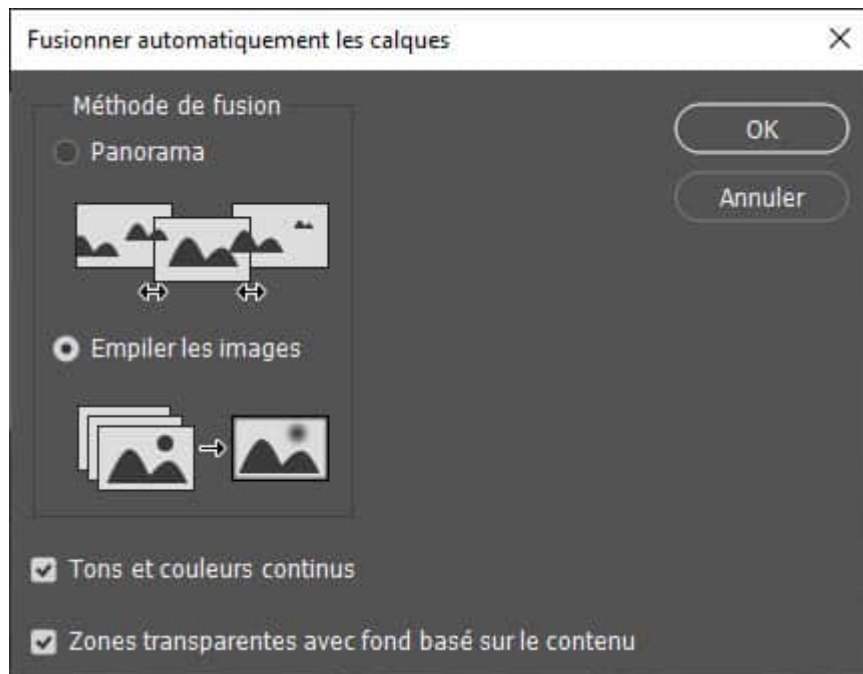 Fusionner automatiquement les calques
Méthode de fusion
Panorama
OK
Annuler
Empiler les images
Tons et couleurs continus
Zones transparentes avec fond basé sur le contenu